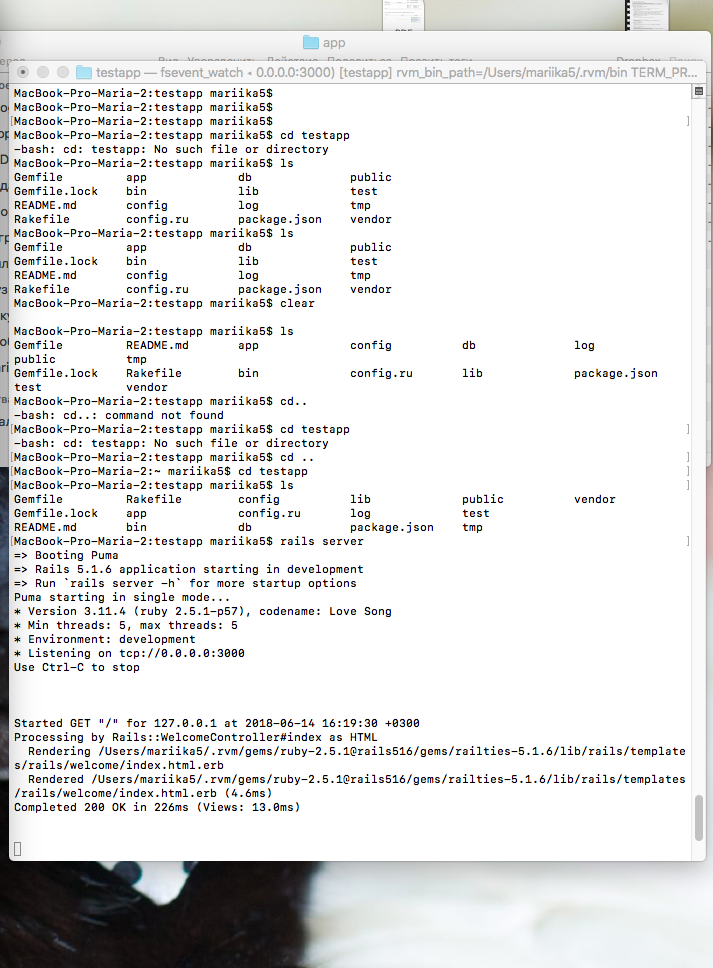 app
testapp — fsevent_watch ◂ 0.0.0.0:3000) [testapp] rvm_bin_path=/Users/mariika5/.rvm/bin TERM_PR...
MacBook-Pro-Maria-2:testapp mariika5$
[MacBook-Pro-Maria-2:testapp mariika5$
[MacBook-Pro-Maria-2:testapp mariika5$ ]
MacBook-Pro-Maria-2:testapp mariika5$ cd testapp
-bash: cd: testapp: No such file or directory
MacBook-Pro-Maria-2:testapp mariika5$ ls
Gemfile app db public
Gemfile.lock bin lib test
README.md config log tmp
Rakefile config.ru package.json vendor
MacBook-Pro-Maria-2:testapp mariika5$ ls
Gemfile app db public
Gemfile.lock bin lib test
README.md config log tmp
Rakefile config.ru package.json vendor
MacBook-Pro-Maria-2:testapp mariika5$ clear
MacBook-Pro-Maria-2:testapp mariika5$ ls
Gemfile README.md app config db log
public tmp
Gemfile.lock Rakefile bin config.ru lib package.json
test vendor
MacBook-Pro-Maria-2:testapp mariika5$ cd..
-bash: cd..: command not found
[MacBook-Pro-Maria-2:testapp mariika5$ cd testapp ]
-bash: cd: testapp: No such file or directory
[MacBook-Pro-Maria-2:testapp mariika5$ cd .. ]
[MacBook-Pro-Maria-2:~ mariika5$ cd testapp ]
[MacBook-Pro-Maria-2:testapp mariika5$ ls ]
Gemfile Rakefile config lib public vendor
Gemfile.lock app config.ru log test
README.md bin db package.json tmp
[MacBook-Pro-Maria-2:testapp mariika5$ rails server ]
=> Booting Puma
=> Rails 5.1.6 application starting in development
=> Run `rails server -h` for more startup options
Puma starting in single mode...
* Version 3.11.4 (ruby 2.5.1-p57), codename: Love Song
* Min threads: 5, max threads: 5
* Environment: development
* Listening on tcp://0.0.0.0:3000
Use Ctrl-C to stop
Started GET "/" for 127.0.0.1 at 2018-06-14 16:19:30 +0300
Processing by Rails::WelcomeController#index as HTML
Rendering /Users/mariika5/.rvm/gems/ruby-2.5.1@rails516/gems/railties-5.1.6/lib/rails/template
s/rails/welcome/index.html.erb
Rendered /Users/mariika5/.rvm/gems/ruby-2.5.1@rails516/gems/railties-5.1.6/lib/rails/templates
/rails/welcome/index.html.erb (4.6ms)
Completed 200 OK in 226ms (Views: 13.0ms)